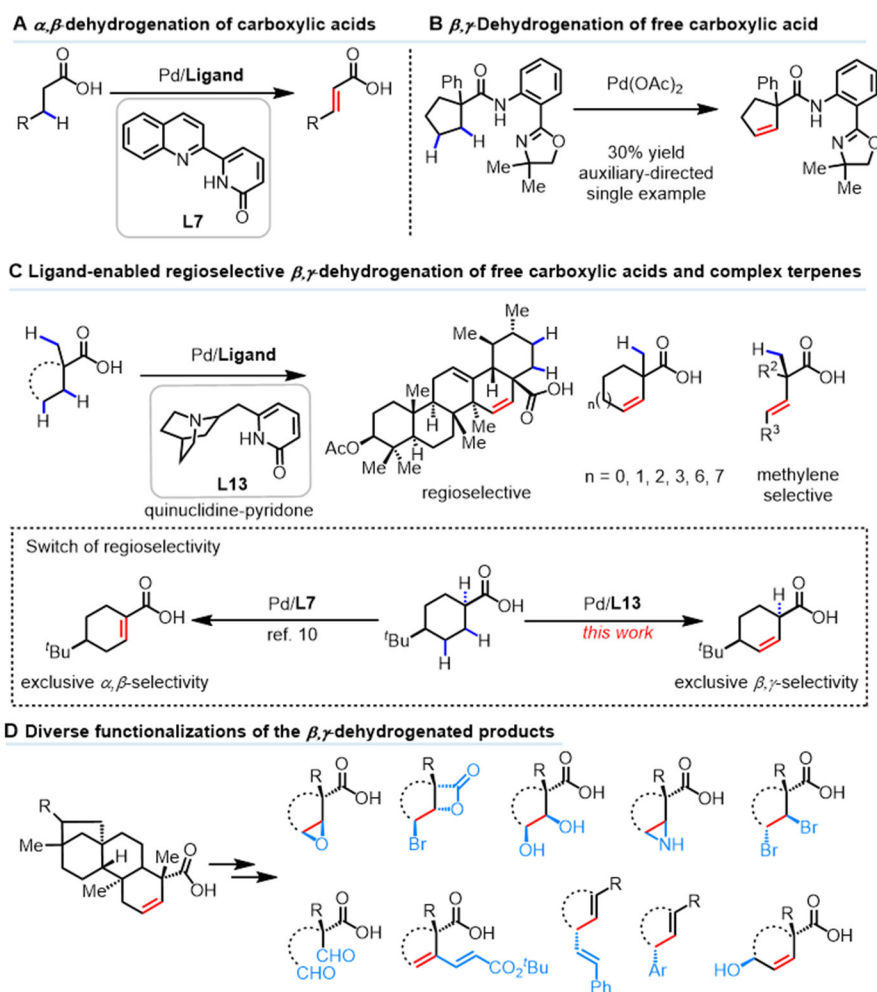 A α,β-dehydrogenation of carboxylic acids
O
OH
R
H
Pd/Ligand
N
HN
O
L7
O
OH
R
B β,γ-Dehydrogenation of free carboxylic acid
Ph
O
N
H
H
H
N
O
Me
Me
Pd(OAc)2
30% yield
auxiliary-directed
single example
Ph
O
N
H
N
O
Me
Me
C Ligand-enabled regioselective β,γ-dehydrogenation of free carboxylic acids and complex terpenes
H
O
OH
H
H
Pd/Ligand
N
HN
O
L13
quinuclidine-pyridone
Me
Me
H
H
H
Me
H
OH
O
Me
Me
AcO
Me
Me
H
regioselective
H
O
OH
n( )
n = 0, 1, 2, 3, 6, 7
H
O
R2
OH
R3
methylene
selective
Switch of regioselectivity
O
OH
tBu
exclusive α,β-selectivity
Pd/L7
ref. 10
H
O
OH
H
H
tBu
Pd/L13
this work
H
O
OH
tBu
exclusive β,γ-selectivity
D Diverse functionalizations of the β,γ-dehydrogenated products
R
Me
H
Me
Me
O
OH
R
O
OH
O
R
O
O
Br
R
O
OH
OH
OH
R
O
OH
NH
R
O
OH
Br
Br
R
O
OH
CHO
CHO
R
O
OH
CO2tBu
R
Ph
R
Ar
R
O
OH
HO